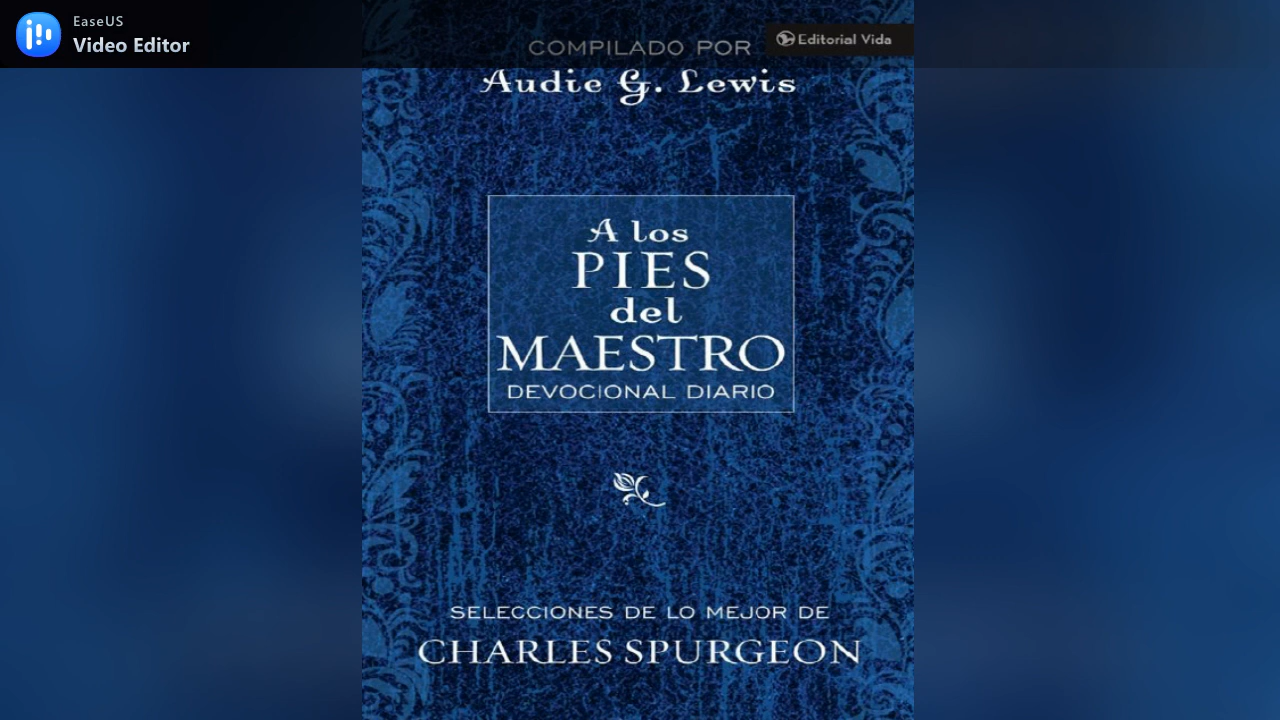 EaseUS
Video Editor
COMPILADO POR
Editorial Vida
Audie G. Lewis
A los
PIES
del
MAESTRO
DEVOCIONAL DIARIO
SELECCIONES DE LO MEJOR DE
CHARLES SPURGEON